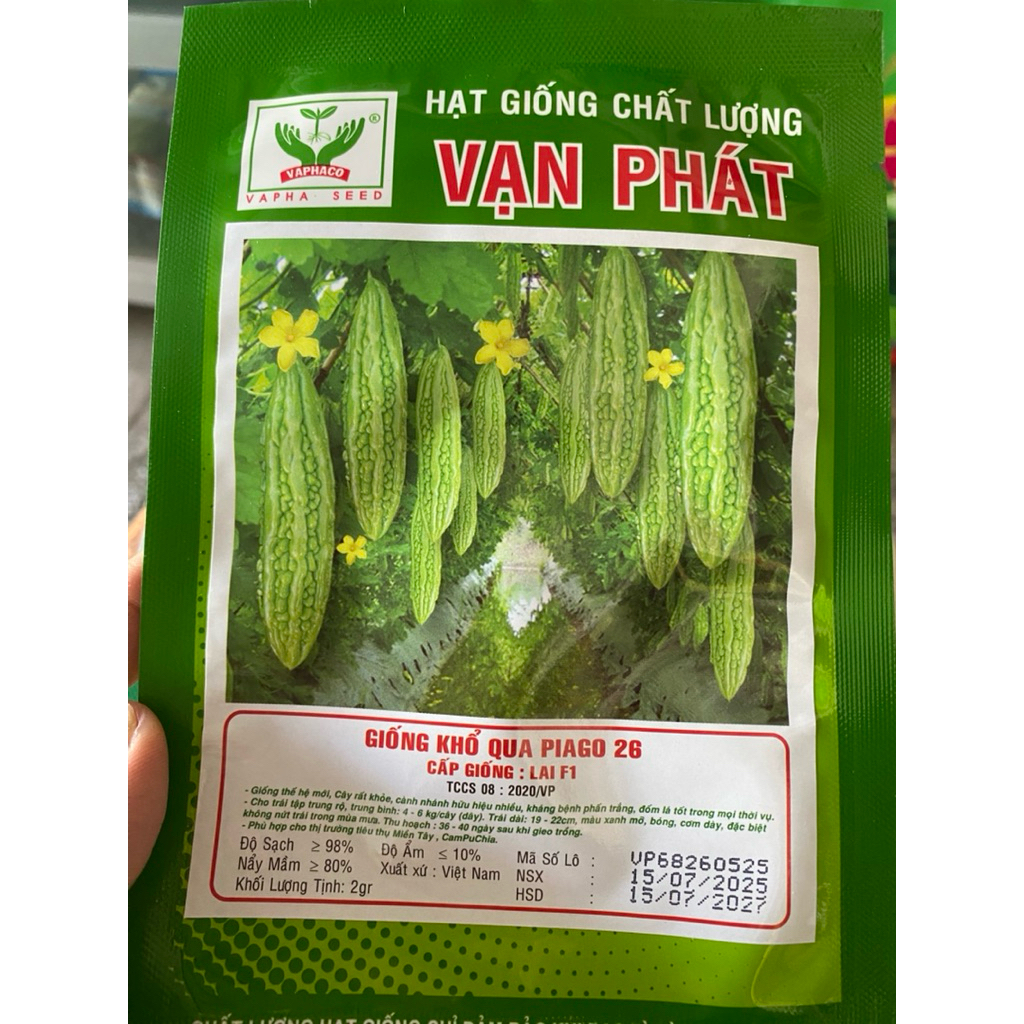 HẠT GIỐNG CHẤT LƯỢNG
VẠN PHÁT
VAPHACO
®
VAPHA SEED
GIỐNG KHỔ QUA PIAGO 26
CẤP GIỐNG : LAI F1
TCCS 08 : 2020/VP
- Giống thế hệ mới, Cây rất khỏe, cành nhánh hữu hiệu nhiều, kháng bệnh phấn trắng, đốm lá tốt trong mọi thời vụ.
- Cho trái tập trung rộ, trung bình: 4 - 6 kg/cây (dây). Trái dài: 19 - 22cm, màu xanh mỡ, bóng, cơm dày, đặc biệt
không nứt trái trong mùa mưa. Thu hoạch : 36 - 40 ngày sau khi gieo trồng.
- Phù hợp cho thị trường tiêu thụ Miền Tây , CamPuChia.
Độ Sạch ≥ 98% Độ Ẩm ≤ 10% Mã Số Lô : VP68260525
Nẩy Mầm ≥ 80% Xuất xứ : Việt Nam NSX : 15/07/2025
Khối Lượng Tịnh: 2gr HSD : 15/07/2027